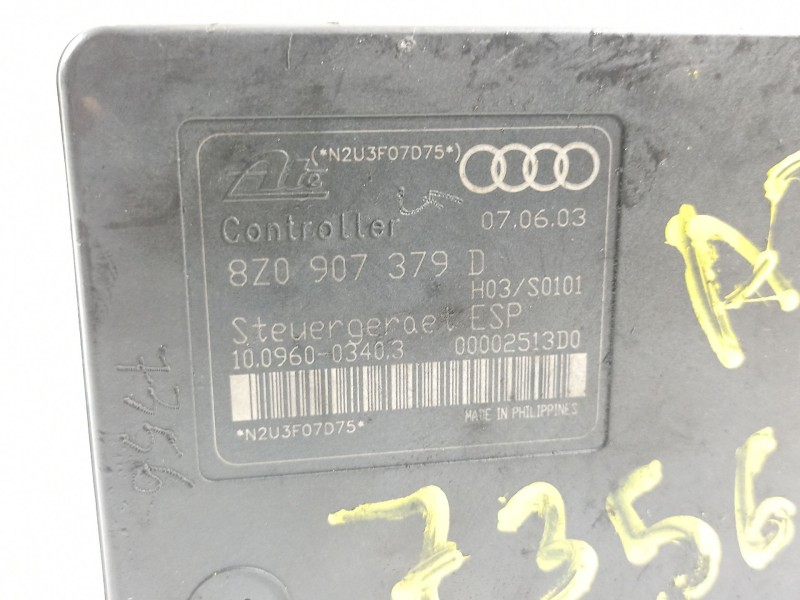 (*N2U3F07D75*)
Ate
Controller 07.06.03
8Z0 907 379 D
H03/S0101
Steuergeraet ESP
10.0960-0340.3 00002513D0
MADE IN PHILIPPINES
*N2U3F07D75*
7356